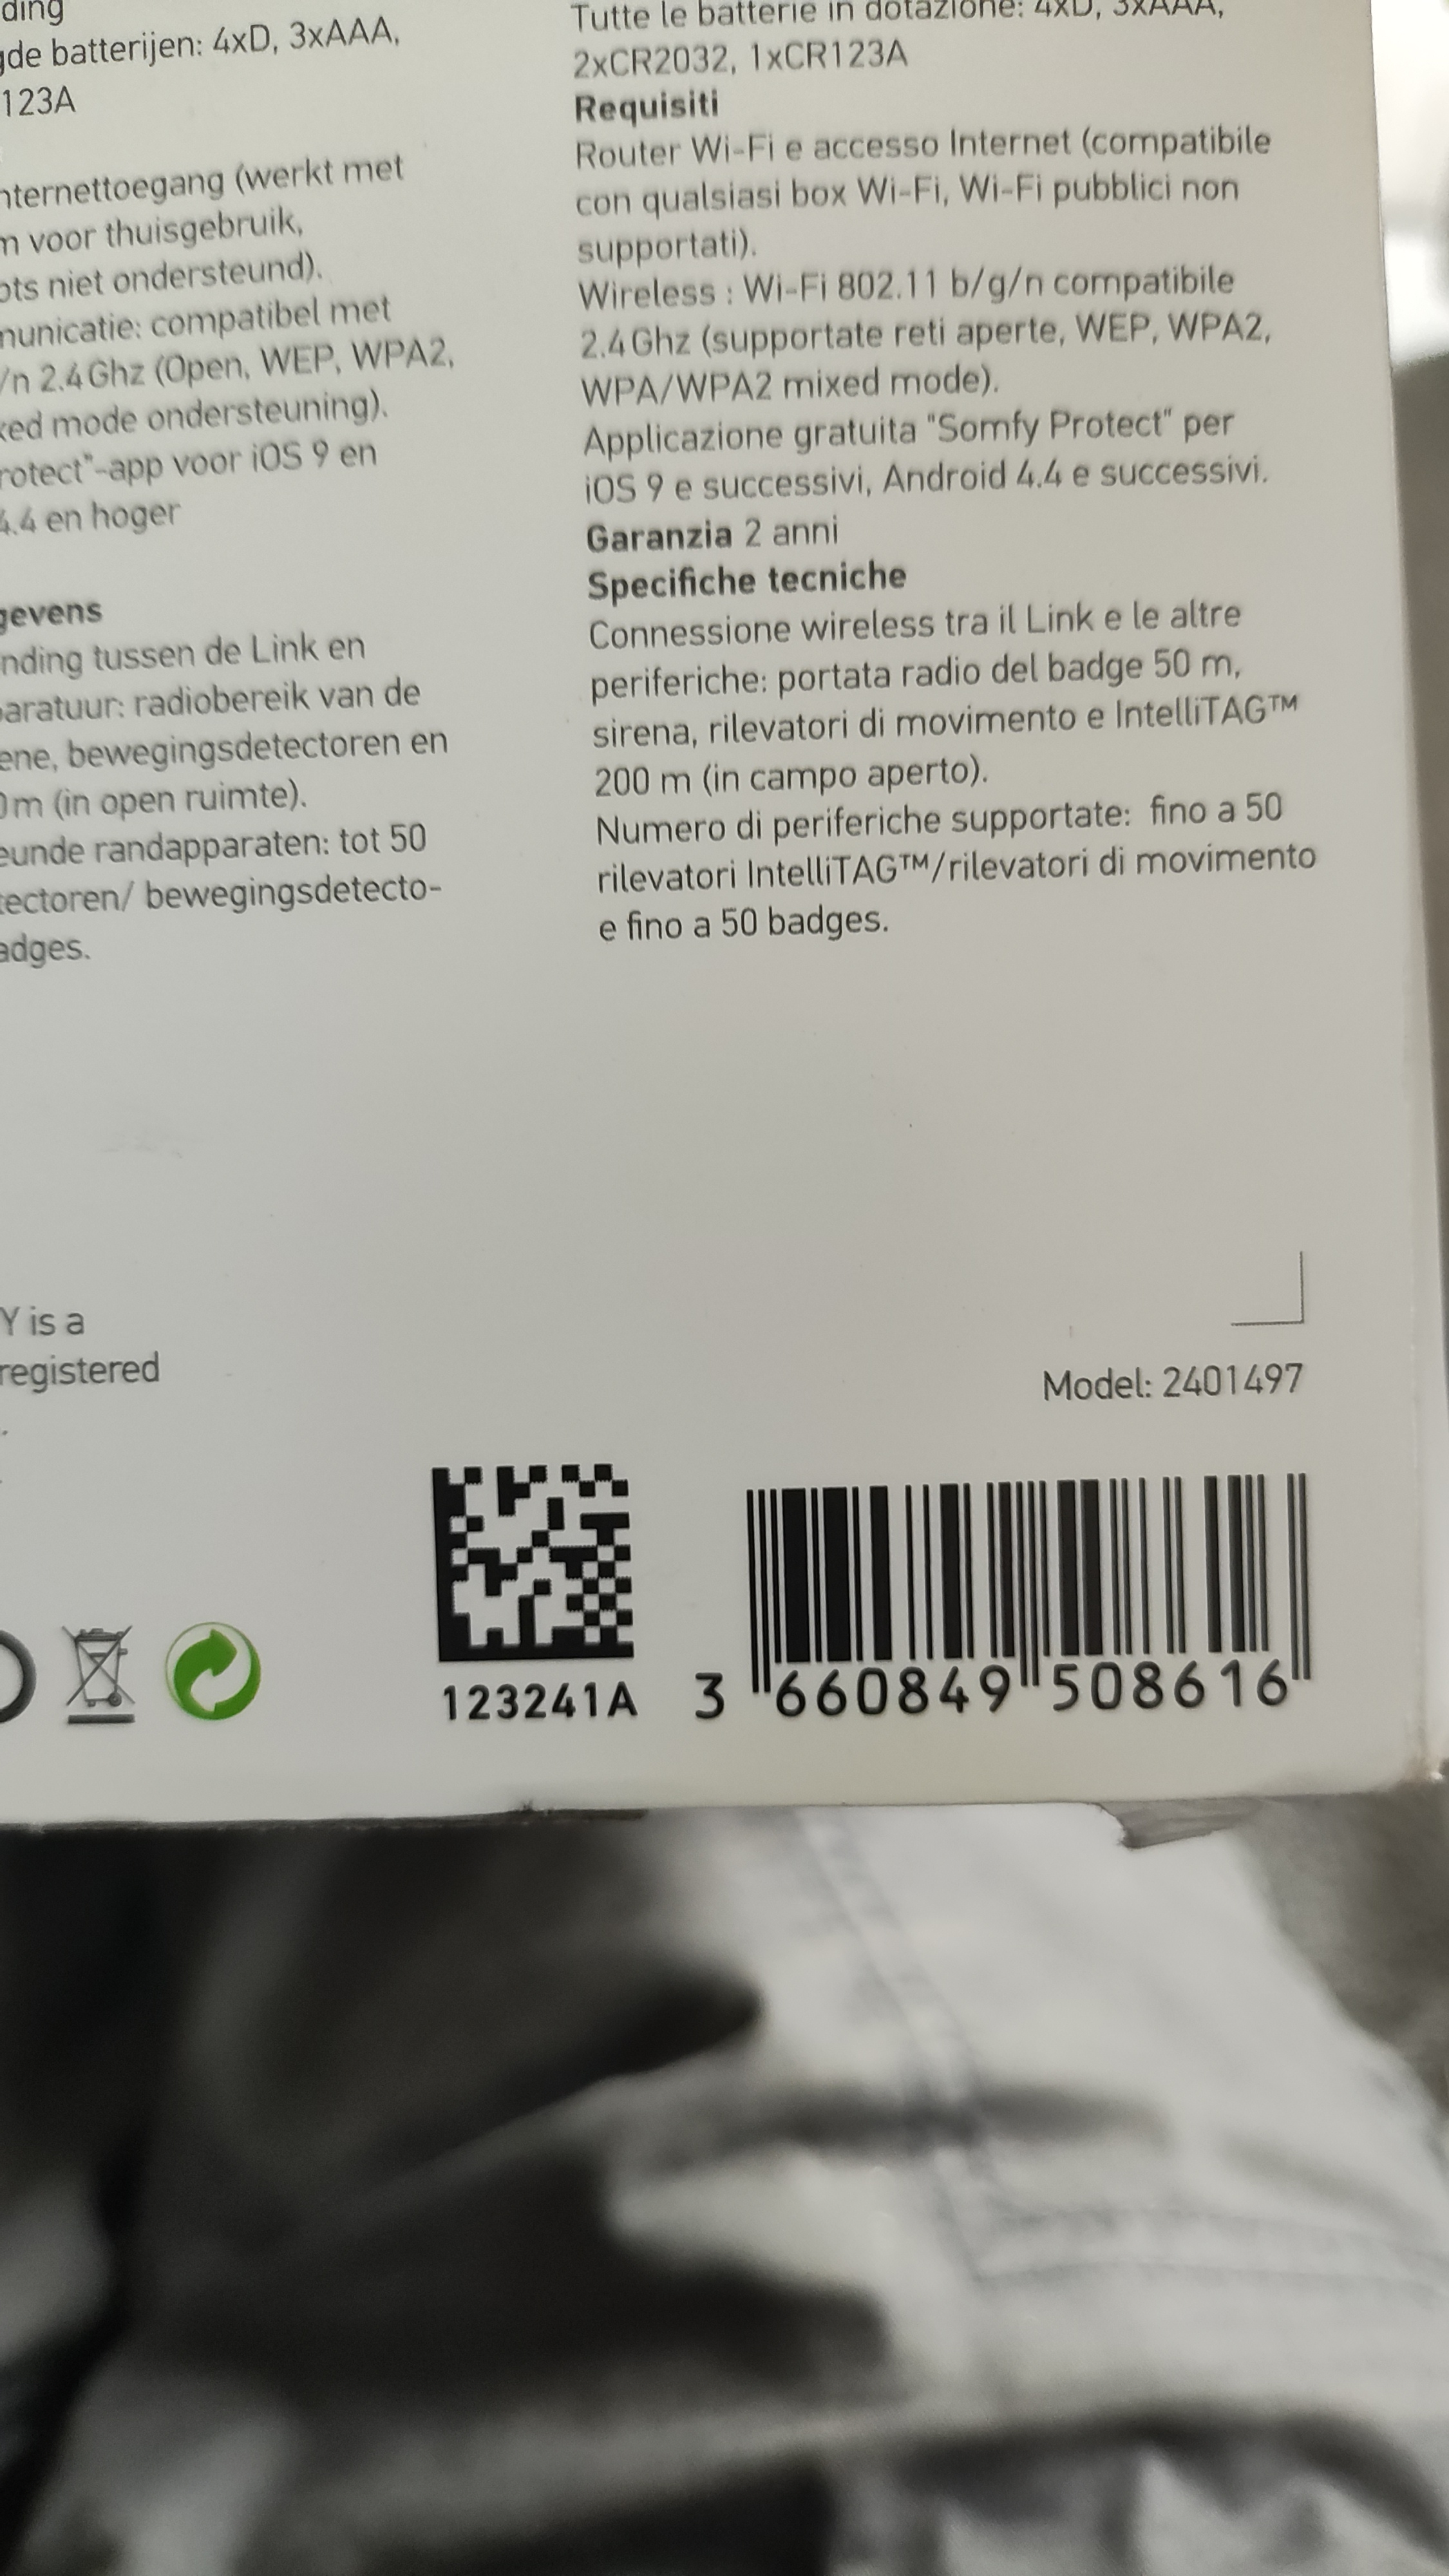 ding
gde batterijen: 4xD, 3xAAA,
123A
nternettoegang (werkt met
m voor thuisgebruik,
ots niet ondersteund).
municatie: compatibel met
/n 2.4Ghz (Open, WEP, WPA2,
xed mode ondersteuning).
rotect"-app voor iOS 9 en
4.4 en hoger
gevens
nding tussen de Link en
paratuur: radiobereik van de
ene, bewegingsdetectoren en
0m (in open ruimte).
eunde randapparaten: tot 50
tectoren/ bewegingsdetecto-
adges.
Tutte le batterie in dotazione: 4xD, 3xAAA,
2xCR2032, 1xCR123A
Requisiti
Router Wi-Fi e accesso Internet (compatibile
con qualsiasi box Wi-Fi, Wi-Fi pubblici non
supportati).
Wireless : Wi-Fi 802.11 b/g/n compatibile
2.4Ghz (supportate reti aperte, WEP, WPA2,
WPA/WPA2 mixed mode).
Applicazione gratuita "Somfy Protect" per
iOS 9 e successivi, Android 4.4 e successivi.
Garanzia 2 anni
Specifiche tecniche
Connessione wireless tra il Link e le altre
periferiche: portata radio del badge 50 m,
sirena, rilevatori di movimento e IntelliTAG™
200 m (in campo aperto).
Numero di periferiche supportate: fino a 50
rilevatori IntelliTAG™/rilevatori di movimento
e fino a 50 badges.
Y is a
registered
Model: 2401497
123241A
3 660849 508616